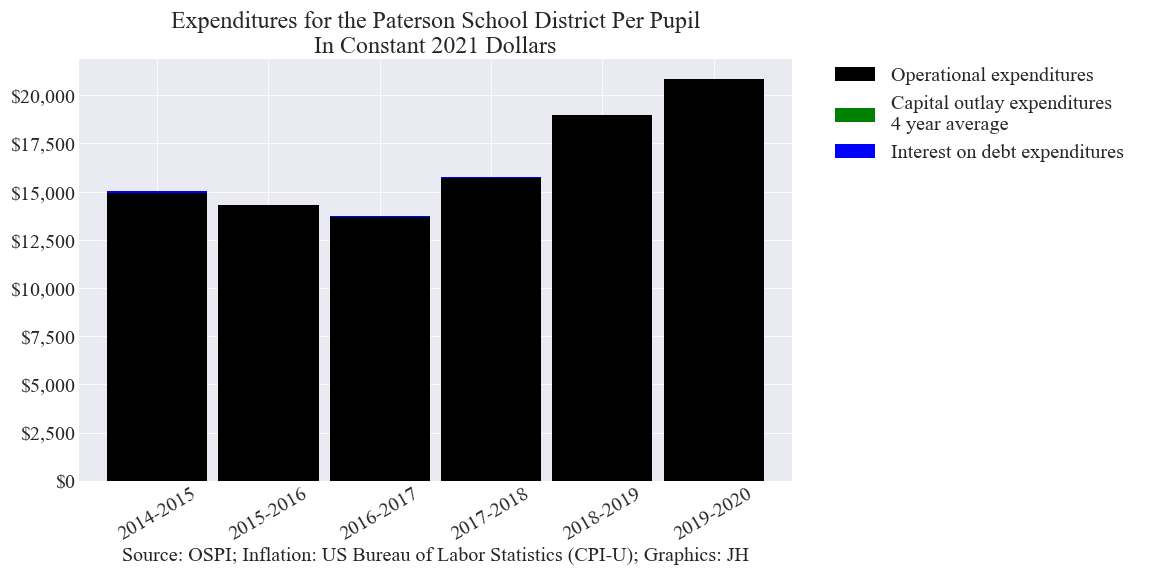 Expenditures for the Paterson School District Per Pupil
In Constant 2021 Dollars
$20,000
$17,500
$15,000
$12,500
$10,000
$7,500
$5,000
$2,500
$0
2014-2015
2015-2016
2016-2017
2017-2018
2018-2019
2019-2020
Source: OSPI; Inflation: US Bureau of Labor Statistics (CPI-U); Graphics: JH
Operational expenditures
Capital outlay expenditures
4 year average
Interest on debt expenditures